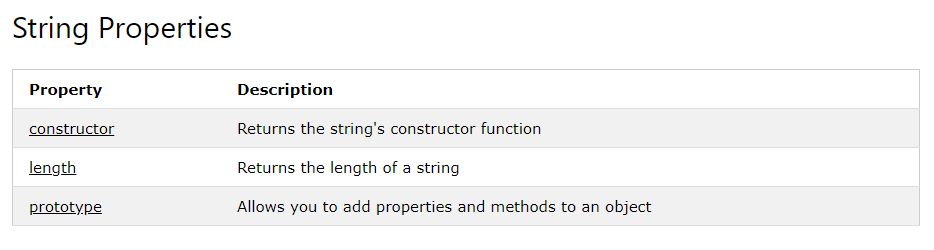 String Properties
Property Description
constructor Returns the string's constructor function
length Returns the length of a string
prototype Allows you to add properties and methods to an object